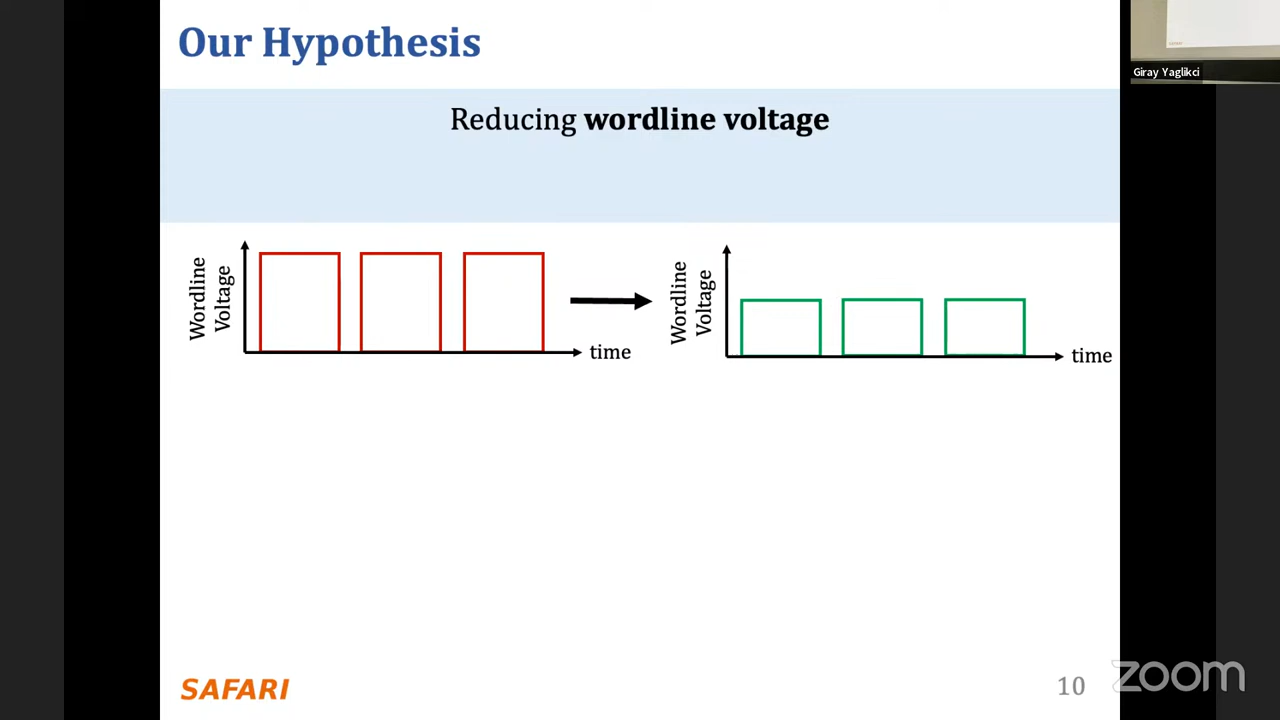 Our Hypothesis
Giray Yaglikci
Reducing wordline voltage
Wordline
Voltage
time
Wordline
Voltage
time
SAFARI
10
zoom